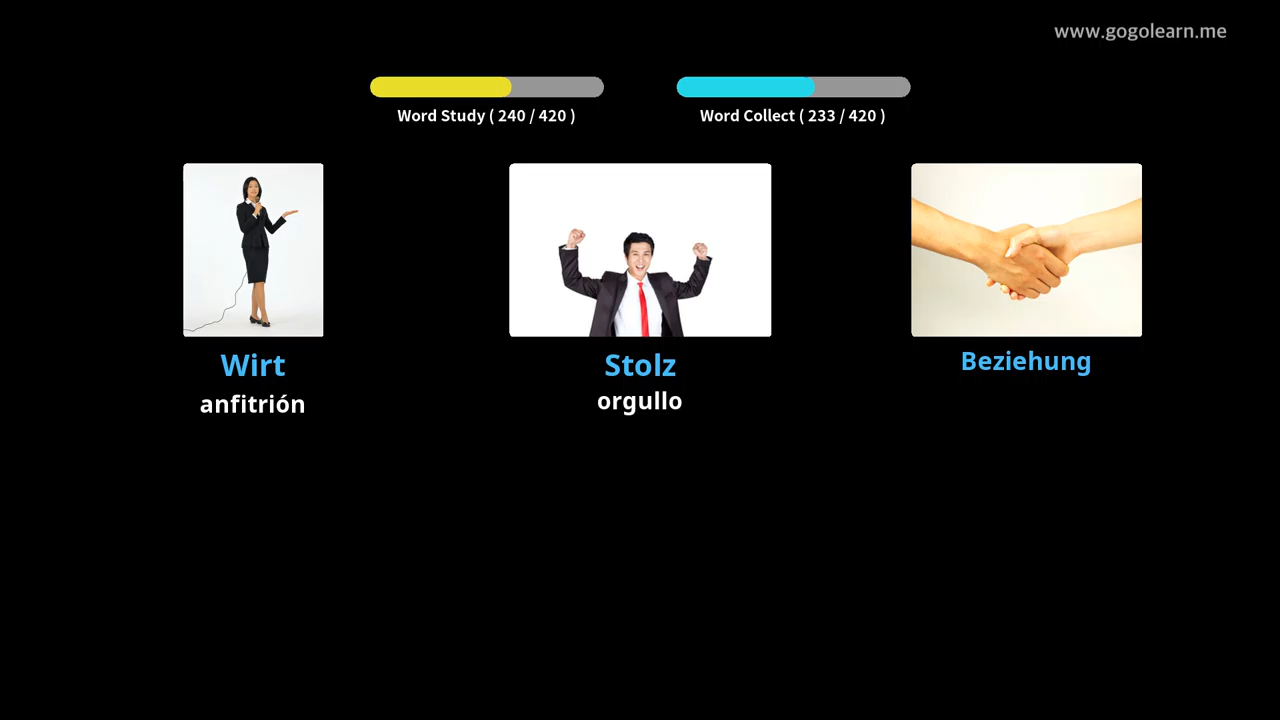 www.gogolearn.me
Word Study ( 240 / 420 )
Word Collect ( 233 / 420 )
Wirt
anfitrión
Stolz
orgullo
Beziehung